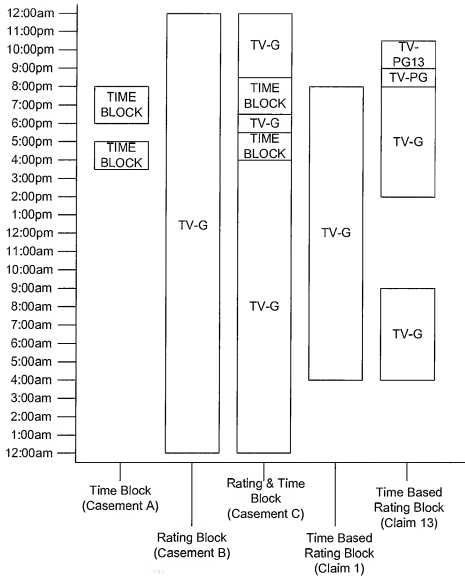 12:00am
11:00pm
10:00pm
9:00pm
8:00pm
7:00pm
6:00pm
5:00pm
4:00pm
3:00pm
2:00pm
1:00pm
12:00pm
11:00am
10:00am
9:00am
8:00am
7:00am
6:00am
5:00am
4:00am
3:00am
2:00am
1:00am
12:00am
TIME
BLOCK
TIME
BLOCK
TV-G
TV-G
TIME
BLOCK
TV-G
TIME
BLOCK
TV-G
TV-G
TV-
PG13
TV-PG
TV-G
TV-G
Time Block
(Casement A)
Rating Block
(Casement B)
Rating & Time
Block
(Casement C)
Time Based
Rating Block
(Claim 1)
Time Based
Rating Block
(Claim 13)